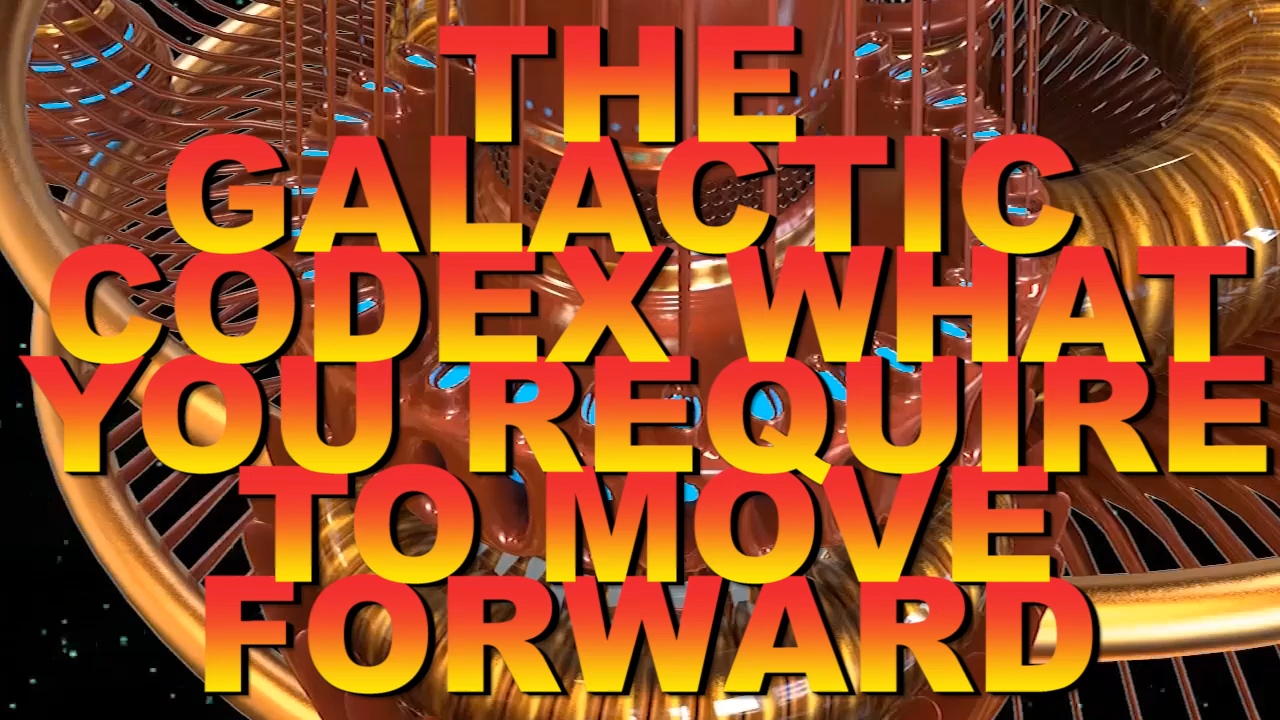 THE
GALACTIC
CODEX WHAT
YOU REQUIRE
TO MOVE
FORWARD